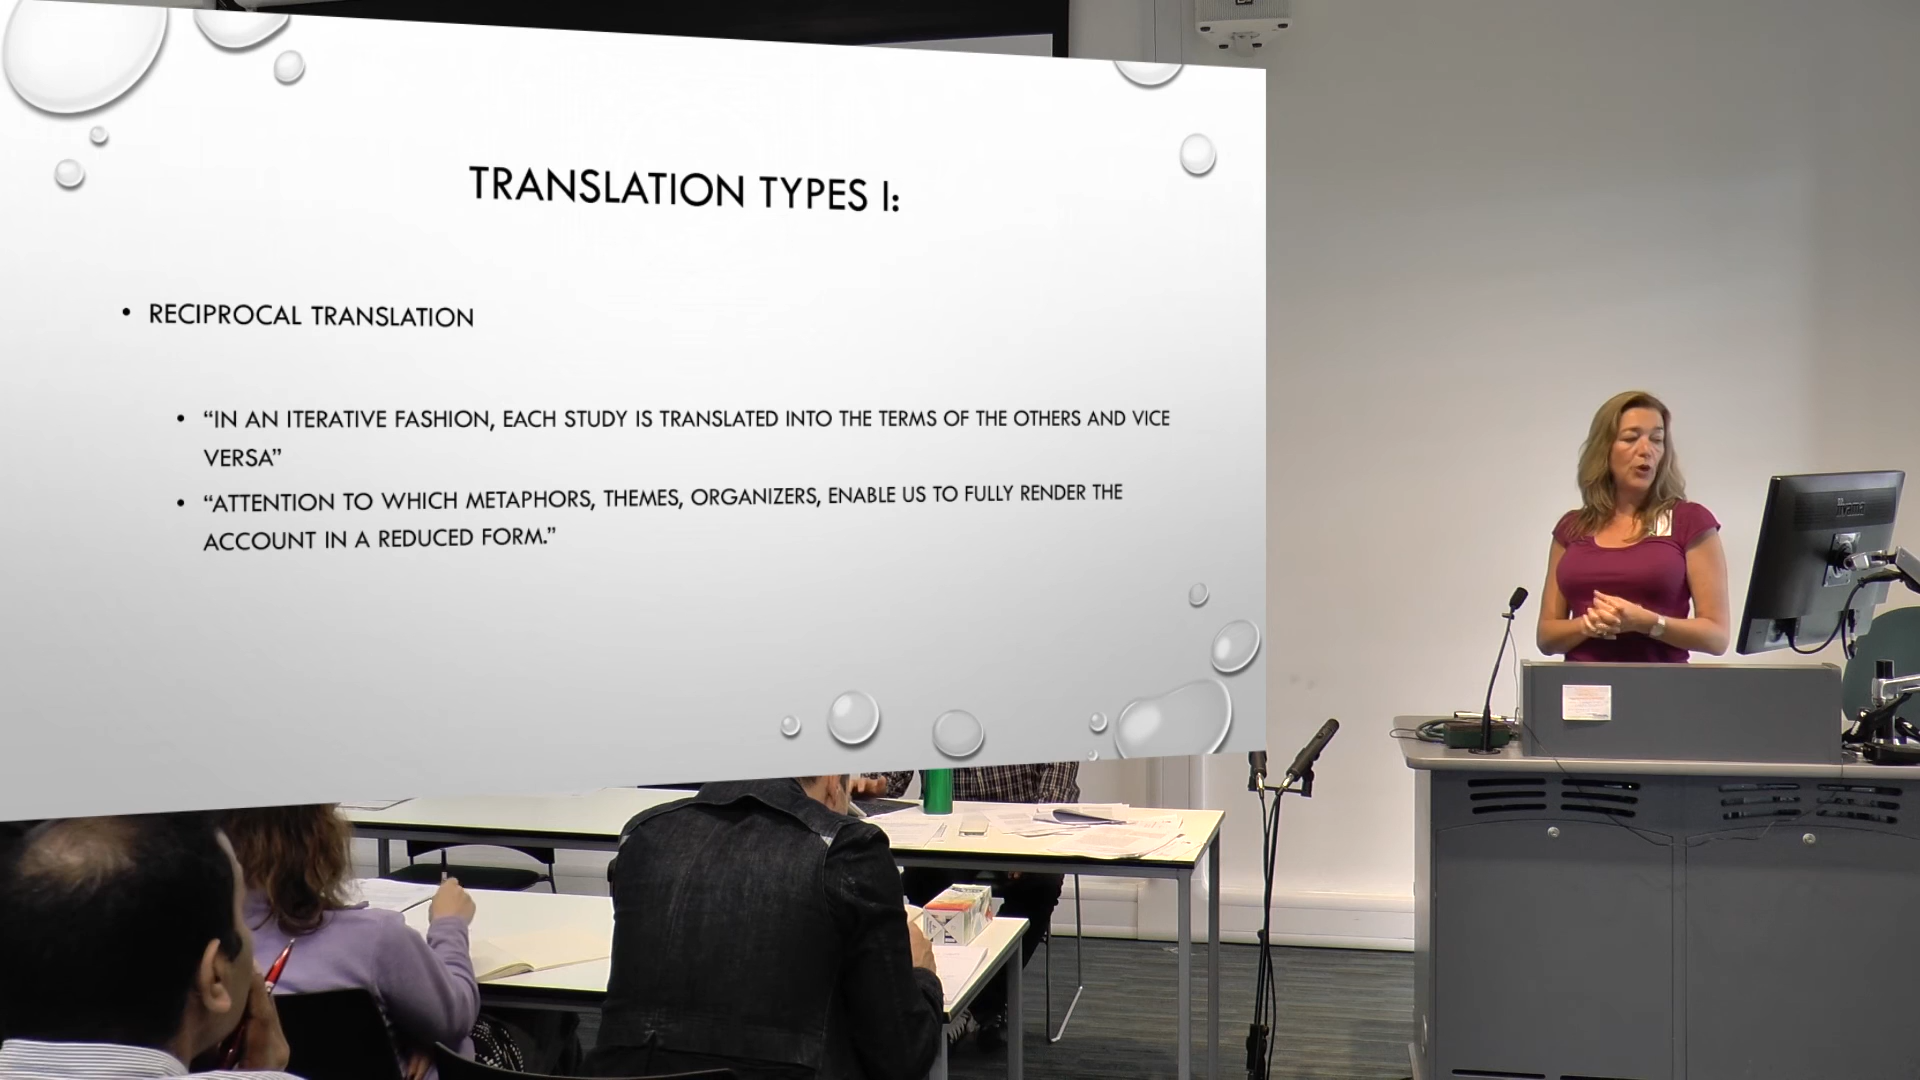 TRANSLATION TYPES I:
• RECIPROCAL TRANSLATION
• “IN AN ITERATIVE FASHION, EACH STUDY IS TRANSLATED INTO THE TERMS OF THE OTHERS AND VICE
VERSA”
• “ATTENTION TO WHICH METAPHORS, THEMES, ORGANIZERS, ENABLE US TO FULLY RENDER THE
ACCOUNT IN A REDUCED FORM.”
iiyama